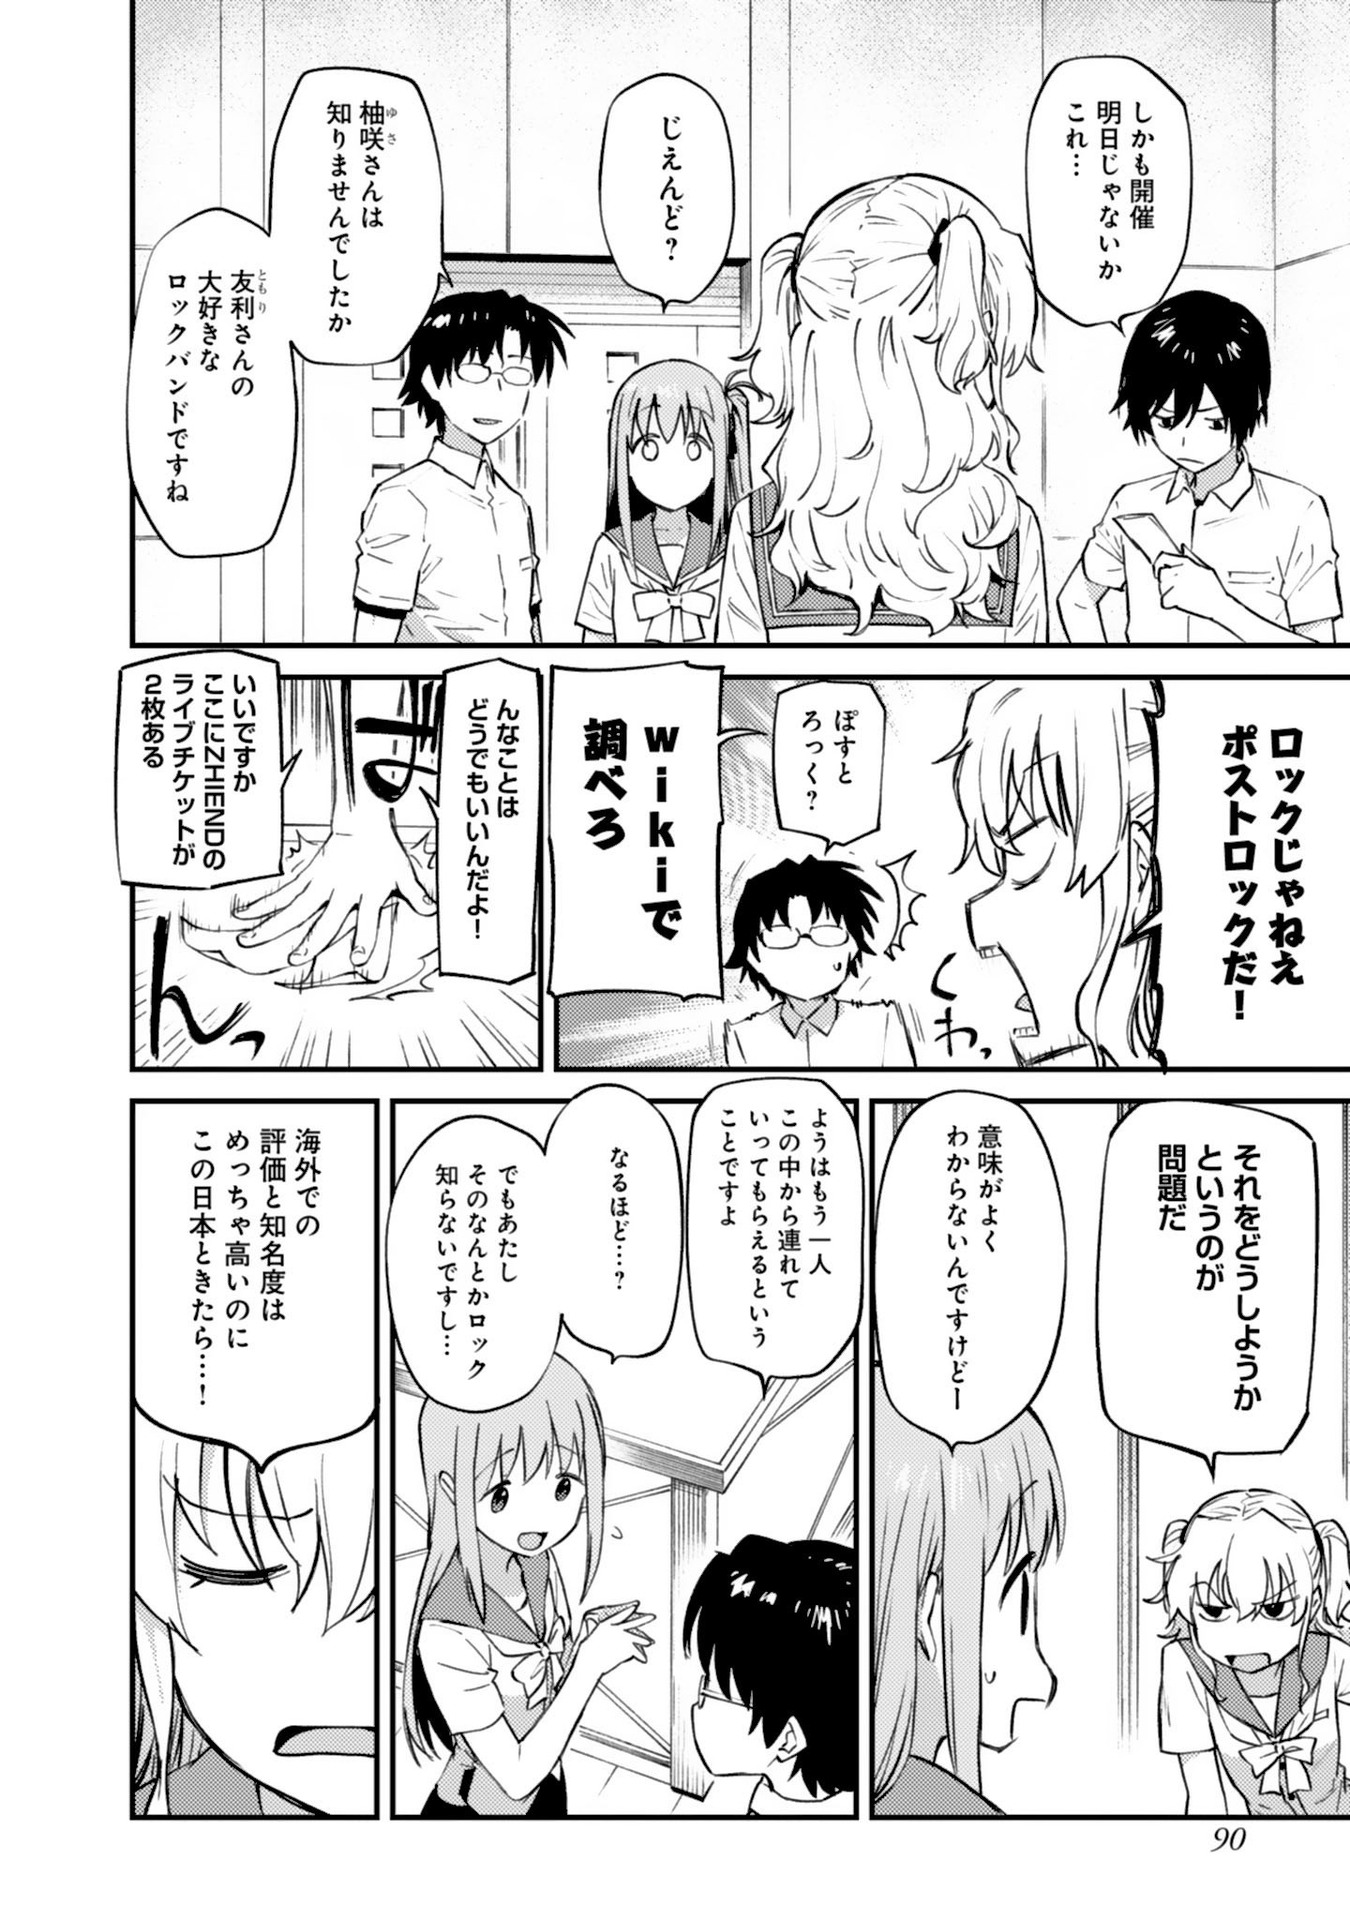 しかも開催
明日じゃないか
これ…
じえんど?
柚咲さんは
ゆさ
知りませんでしたか
友利さんの
ともり
大好きな
ロックバンドですね
ロックじゃねえ
ポストロックだ!
くわっ
ぽすと
ろっく?
wikiで
調べろ
んなことは
どうでもいいんだよ!
バン
いいですか
ここにZHIENDの
ライブチケットが
2枚ある
それをどうしようか
というのが
問題だ
意味がよく
わからないんですけどー
ようはもう一人
この中から連れて
いってもらえるという
ことですよ
なるほど…?
でもあたし
そのなんとかロック
知らないですし…
海外での
評価と知名度は
めっちゃ高いのに
この日本ときたら…!
90